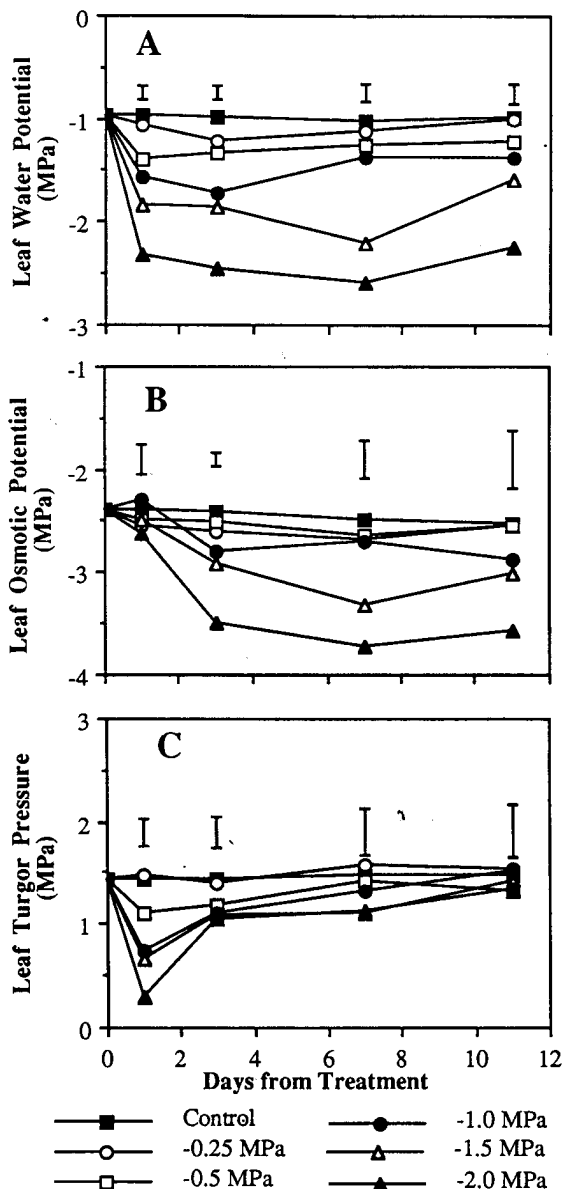 0
A
-1
-2
-3
Leaf Water Potential
(MPa)
-1
B
-2
-3
-4
Leaf Osmotic Potential
(MPa)
3
C
2
1
0
Leaf Turgor Pressure
(MPa)
0 2 4 6 8 10 12
Days from Treatment
Control -1.0 MPa
-0.25 MPa -1.5 MPa
-0.5 MPa -2.0 MPa